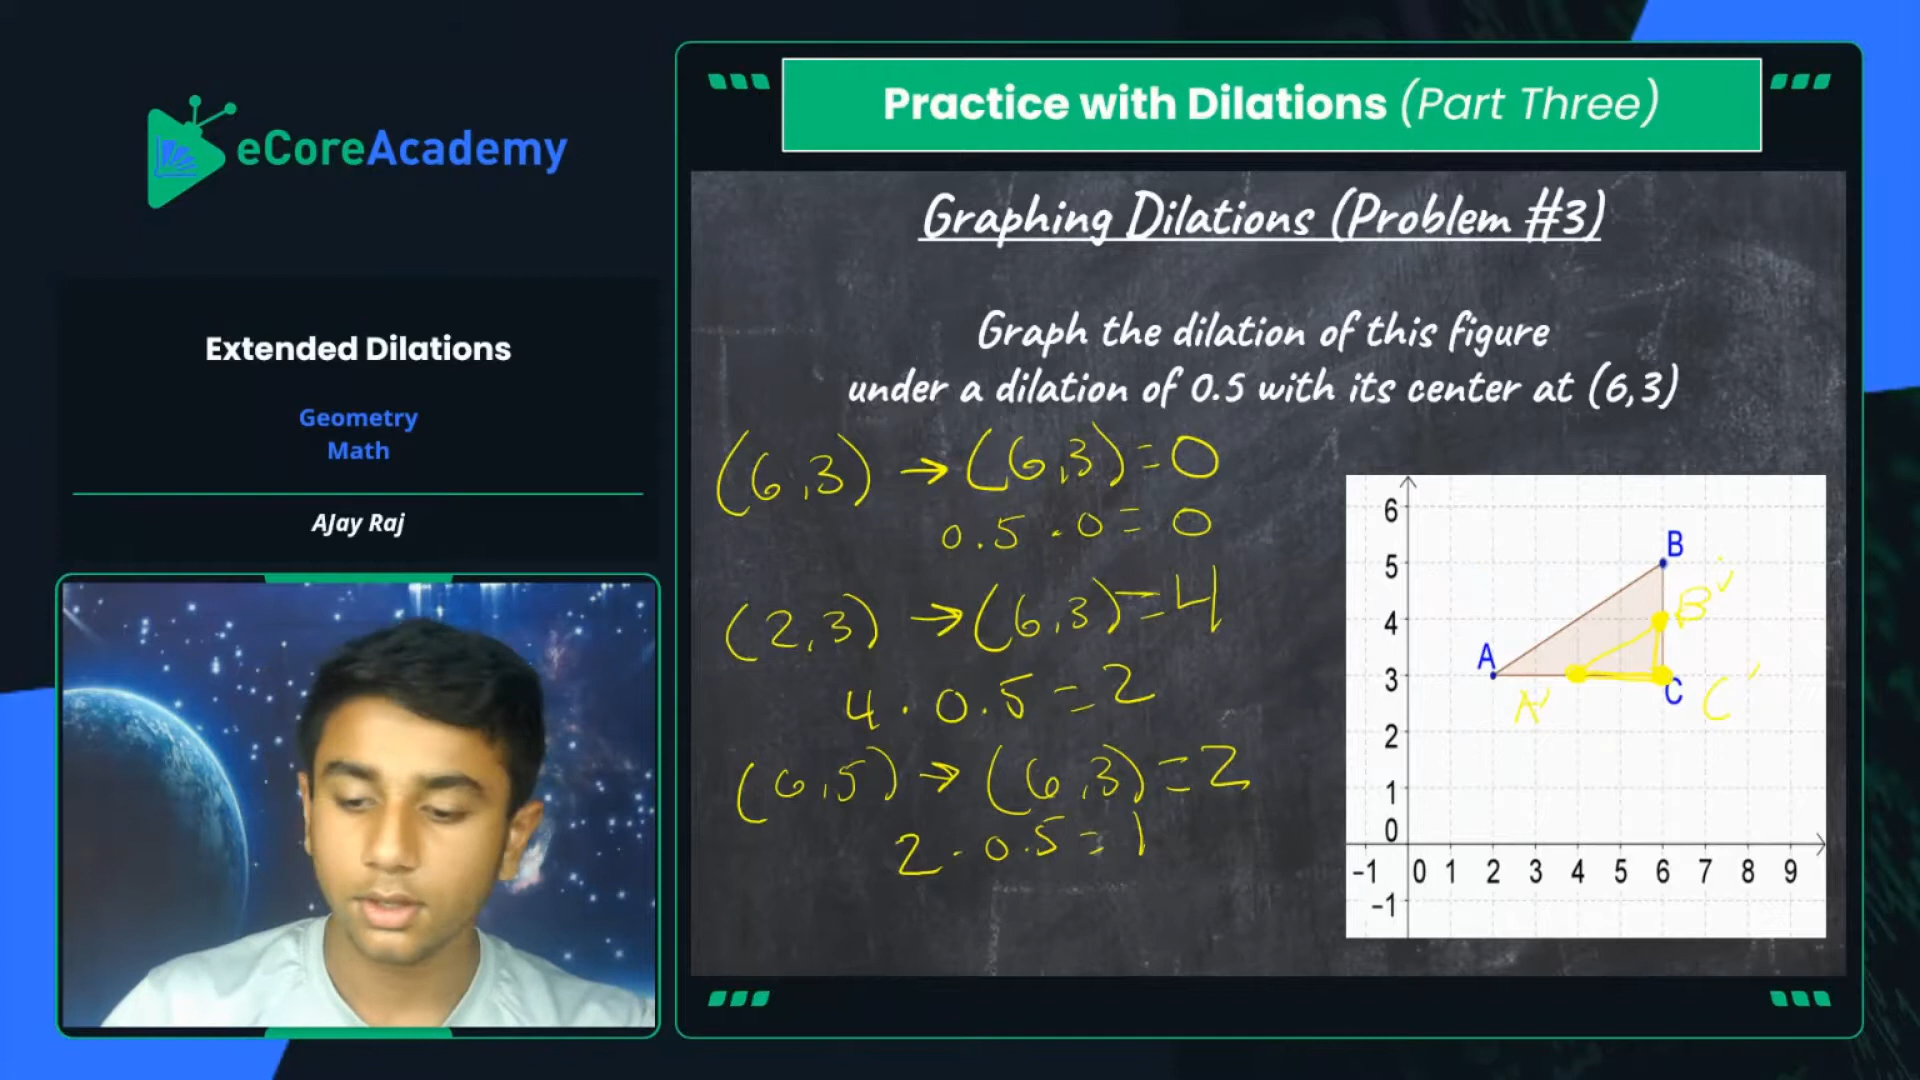 eCoreAcademy
Extended Dilations
Geometry
Math
AJay Raj
Practice with Dilations (Part Three)
Graphing Dilations (Problem #3)
Graph the dilation of this figure
under a dilation of 0.5 with its center at (6,3)
(6,3) → (6,3) = 0
0.5 · 0 = 0
(2,3) → (6,3) = 4
4 · 0.5 = 2
(6,5) → (6,3) = 2
2 · 0.5 = 1
6
B
5
B'
4
A
3
C
C'
A'
2
1
0
-1 0 1 2 3 4 5 6 7 8 9
-1